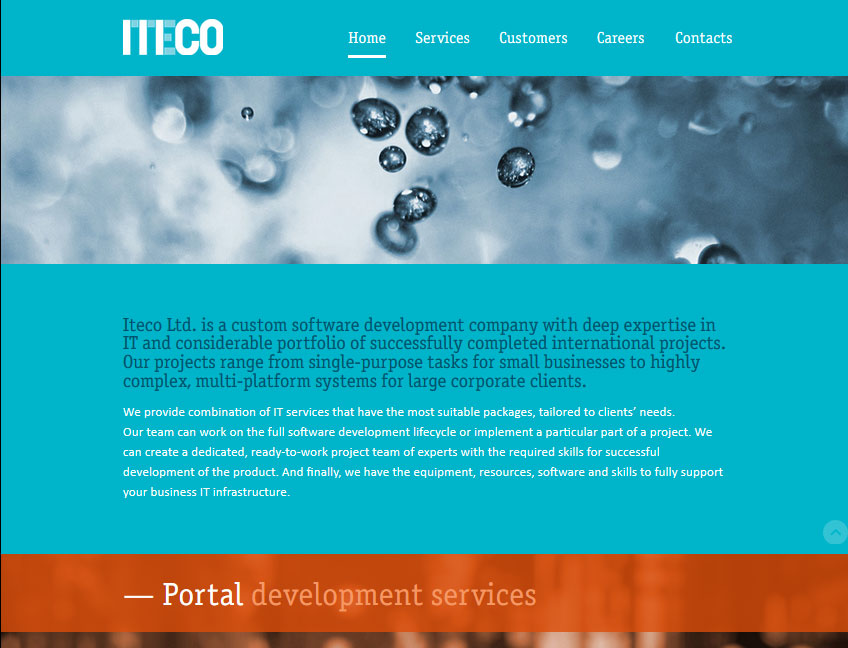 ITECO
Home Services Customers Careers Contacts
Iteco Ltd. is a custom software development company with deep expertise in
IT and considerable portfolio of successfully completed international projects.
Our projects range from single-purpose tasks for small businesses to highly
complex, multi-platform systems for large corporate clients.
We provide combination of IT services that have the most suitable packages, tailored to clients’ needs.
Our team can work on the full software development lifecycle or implement a particular part of a project. We
can create a dedicated, ready-to-work project team of experts with the required skills for successful
development of the product. And finally, we have the equipment, resources, software and skills to fully support
your business IT infrastructure.
— Portal development services